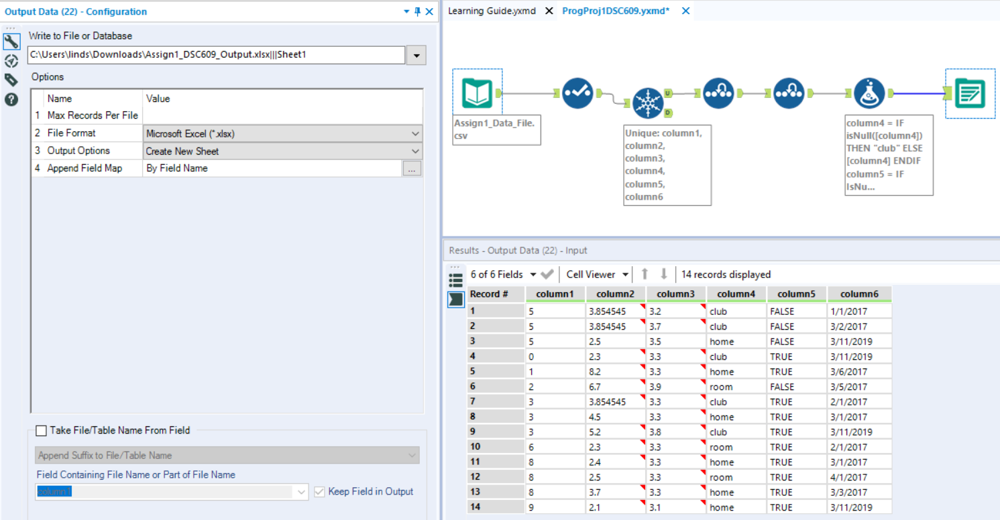 Output Data (22) - Configuration
Write to File or Database
C:\Users\linds\Downloads\Assign1_DSC609_Output.xlsx|||Sheet1
Options
Name Value
1 Max Records Per File
2 File Format Microsoft Excel (*.xlsx)
3 Output Options Create New Sheet
4 Append Field Map By Field Name ...
Take File/Table Name From Field
Append Suffix to File/Table Name
Field Containing File Name or Part of File Name
column1 Keep Field in Output
Learning Guide.yxmd ProgProj1DSC609.yxmd*
U
D
Assign1_Data_File.
csv
Unique: column1,
column2,
column3,
column4,
column5,
column6
column4 = IF
isNull([column4])
THEN "club" ELSE
[column4] ENDIF
column5 = IF
IsNu...
Results - Output Data (22) - Input
6 of 6 Fields Cell Viewer 14 records displayed
Record # column1 column2 column3 column4 column5 column6
1 5 3.854545 3.2 club FALSE 1/1/2017
2 5 3.854545 3.7 club FALSE 3/2/2017
3 5 2.5 3.5 home FALSE 3/11/2019
4 0 2.3 3.3 club TRUE 3/11/2019
5 1 8.2 3.3 home TRUE 3/6/2017
6 2 6.7 3.9 room FALSE 3/5/2017
7 3 3.854545 3.3 club TRUE 2/1/2017
8 3 4.5 3.3 home TRUE 3/1/2017
9 3 5.2 3.8 club TRUE 3/11/2019
10 6 2.3 3.3 room TRUE 2/1/2017
11 8 2.4 3.3 home TRUE 3/1/2017
12 8 2.5 3.3 room TRUE 4/1/2017
13 8 3.7 3.3 home TRUE 3/3/2017
14 9 2.1 3.1 home TRUE 3/11/2019